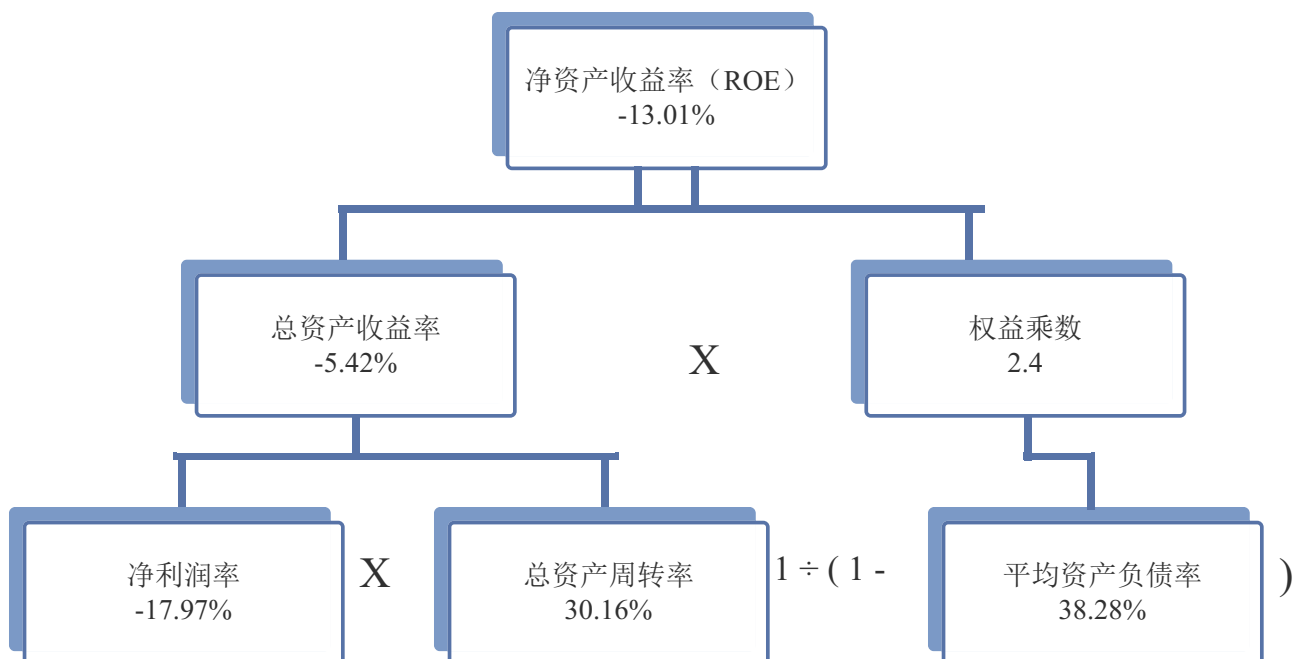 净资产收益率（ROE）
-13.01%
总资产收益率
-5.42%
X
权益乘数
2.4
净利润率
-17.97%
X
总资产周转率
30.16%
1 ÷ ( 1 -
平均资产负债率
38.28%
)